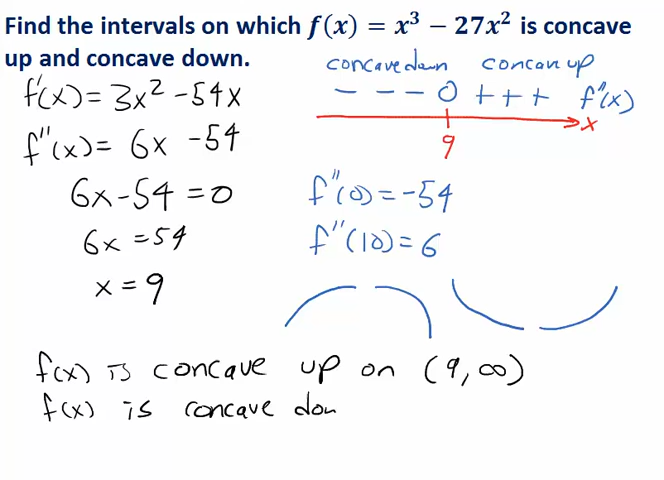 Find the intervals on which f(x) = x³ − 27x² is concave
up and concave down.
concave down concan up
− − − 0 + + + f''(x)
x
9
f'(x) = 3x² - 54x
f''(x) = 6x - 54
6x - 54 = 0
6x = 54
x = 9
f''(0) = -54
f''(10) = 6
f(x) is concave up on (9, ∞)
f(x) is concave don